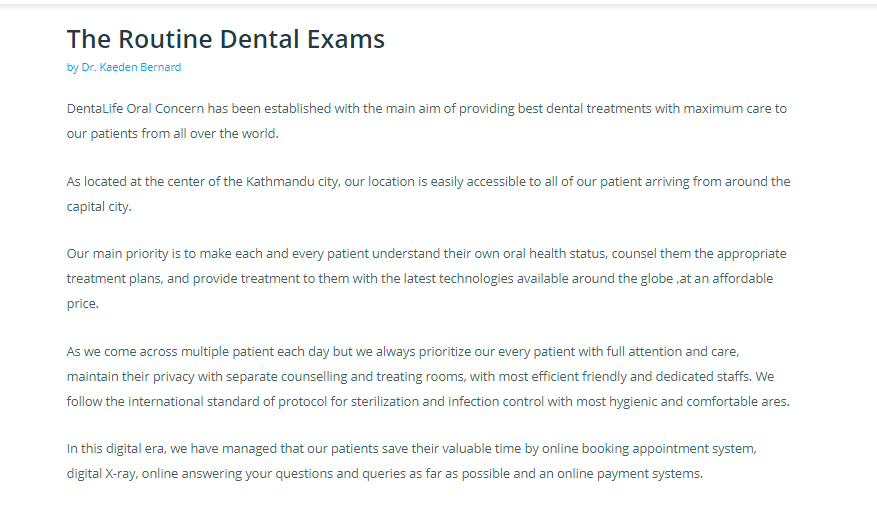 The Routine Dental Exams
by Dr. Kaeden Bernard
DentaLife Oral Concern has been established with the main aim of providing best dental treatments with maximum care to
our patients from all over the world.
As located at the center of the Kathmandu city, our location is easily accessible to all of our patient arriving from around the
capital city.
Our main priority is to make each and every patient understand their own oral health status, counsel them the appropriate
treatment plans, and provide treatment to them with the latest technologies available around the globe ,at an affordable
price.
As we come across multiple patient each day but we always prioritize our every patient with full attention and care,
maintain their privacy with separate counselling and treating rooms, with most efficient friendly and dedicated staffs. We
follow the international standard of protocol for sterilization and infection control with most hygienic and comfortable ares.
In this digital era, we have managed that our patients save their valuable time by online booking appointment system,
digital X-ray, online answering your questions and queries as far as possible and an online payment systems.